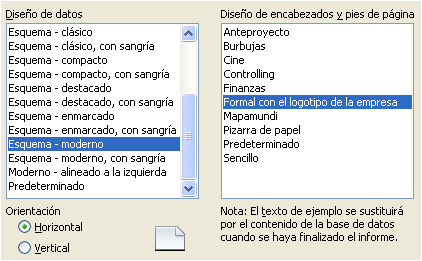 Diseño de datos
Esquema - clásico
Esquema - clásico, con sangría
Esquema - compacto
Esquema - compacto, con sangría
Esquema - destacado
Esquema - destacado, con sangría
Esquema - enmarcado
Esquema - enmarcado, con sangría
Esquema - moderno
Esquema - moderno, con sangría
Moderno - alineado a la izquierda
Predeterminado
Diseño de encabezados y pies de página
Anteproyecto
Burbujas
Cine
Controlling
Finanzas
Formal con el logotipo de la empresa
Mapamundi
Pizarra de papel
Predeterminado
Sencillo
Orientación
Horizontal
Vertical
Nota: El texto de ejemplo se sustituirá
por el contenido de la base de datos
cuando se haya finalizado el informe.